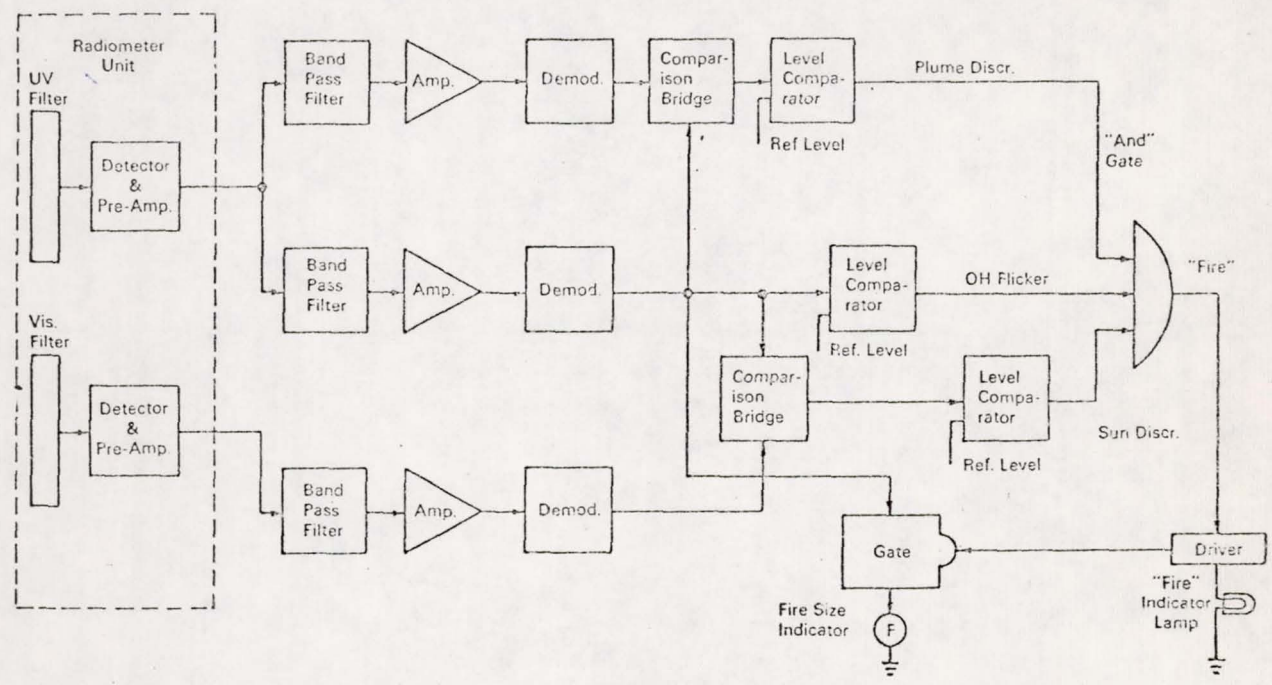 Radiometer
Unit
UV
Filter
Detector
&
Pre-Amp.
Vis.
Filter
Detector
&
Pre-Amp.
Band
Pass
Filter
Amp.
Demod.
Compar-
ison
Bridge
Level
Compa-
rator
Ref Level
Plume Discr.
"And"
Gate
Band
Pass
Filter
Amp.
Demod.
Level
Compa-
rator
Ref. Level
OH Flicker
"Fire"
Compar-
ison
Bridge
Level
Compa-
rator
Ref. Level
Sun Discr.
Band
Pass
Filter
Amp.
Demod.
Gate
Driver
Fire Size
Indicator
F
"Fire"
Indicator
Lamp